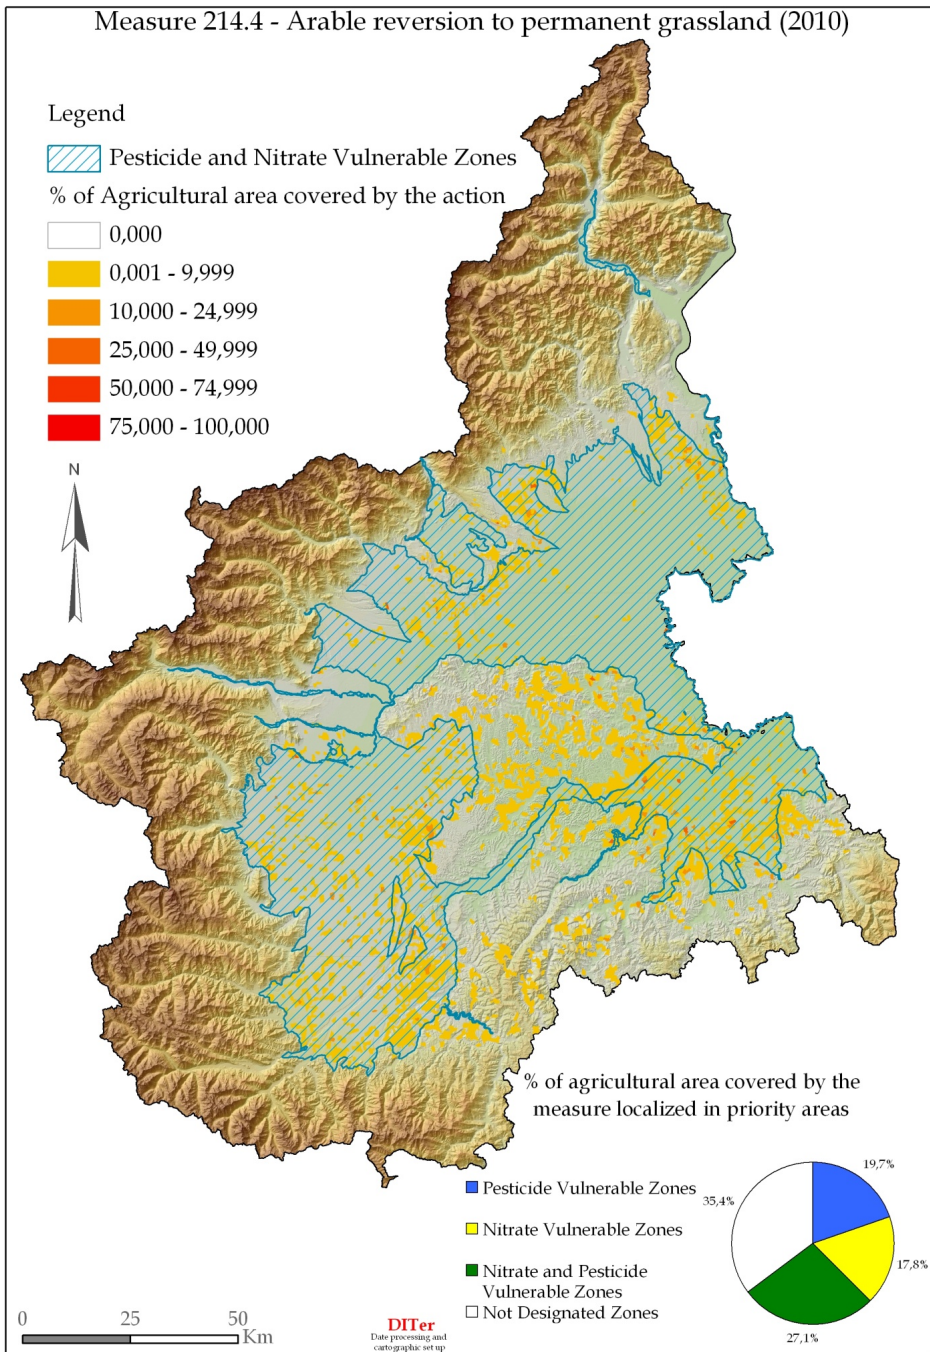 Measure 214.4 - Arable reversion to permanent grassland (2010)
Legend
Pesticide and Nitrate Vulnerable Zones
% of Agricultural area covered by the action
0,000
0,001 - 9,999
10,000 - 24,999
25,000 - 49,999
50,000 - 74,999
75,000 - 100,000
N
% of agricultural area covered by the
measure localized in priority areas
Pesticide Vulnerable Zones
Nitrate Vulnerable Zones
Nitrate and Pesticide
Vulnerable Zones
Not Designated Zones
19,7%
35,4%
17,8%
27,1%
0 25 50
Km
DITer
Date processing and
cartographic set up